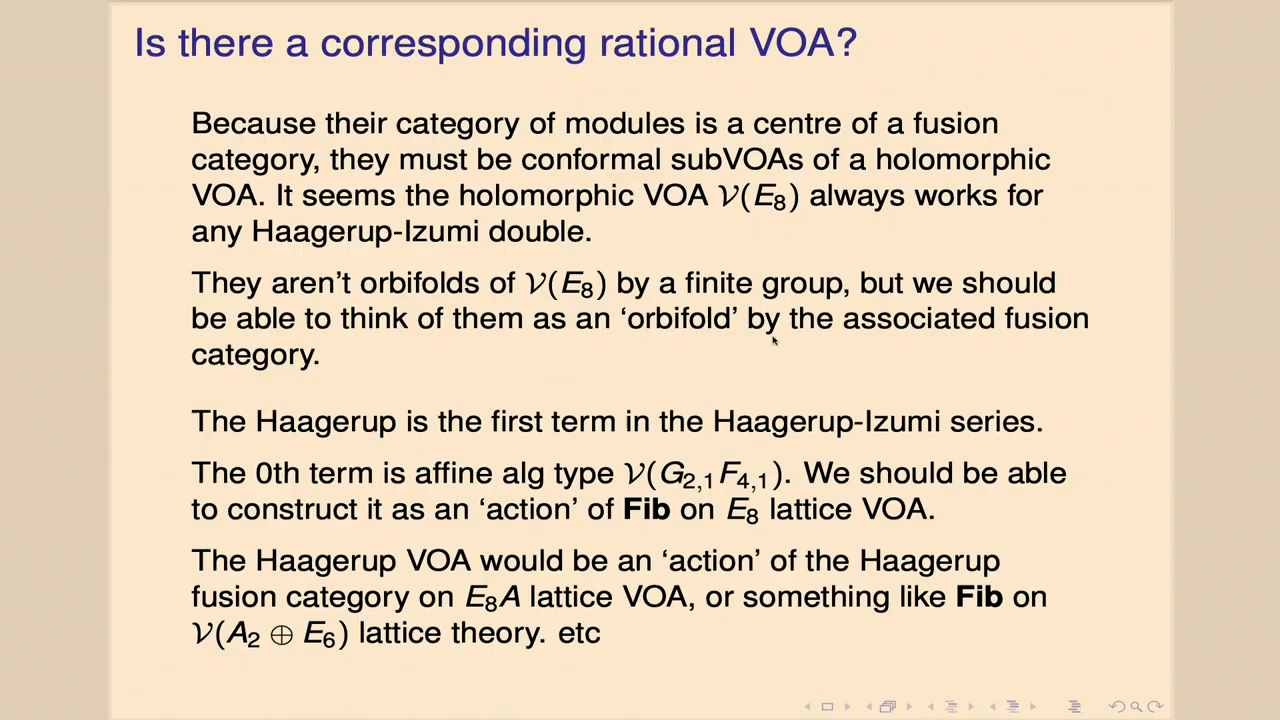 Is there a corresponding rational VOA?
Because their category of modules is a centre of a fusion
category, they must be conformal subVOAs of a holomorphic
VOA. It seems the holomorphic VOA 𝒱(E₈) always works for
any Haagerup-Izumi double.
They aren't orbifolds of 𝒱(E₈) by a finite group, but we should
be able to think of them as an ‘orbifold’ by the associated fusion
category.
The Haagerup is the first term in the Haagerup-Izumi series.
The 0th term is affine alg type 𝒱(G₂,₁F₄,₁). We should be able
to construct it as an ‘action’ of Fib on E₈ lattice VOA.
The Haagerup VOA would be an ‘action’ of the Haagerup
fusion category on E₈A lattice VOA, or something like Fib on
𝒱(A₂ ⊕ E₆) lattice theory. etc